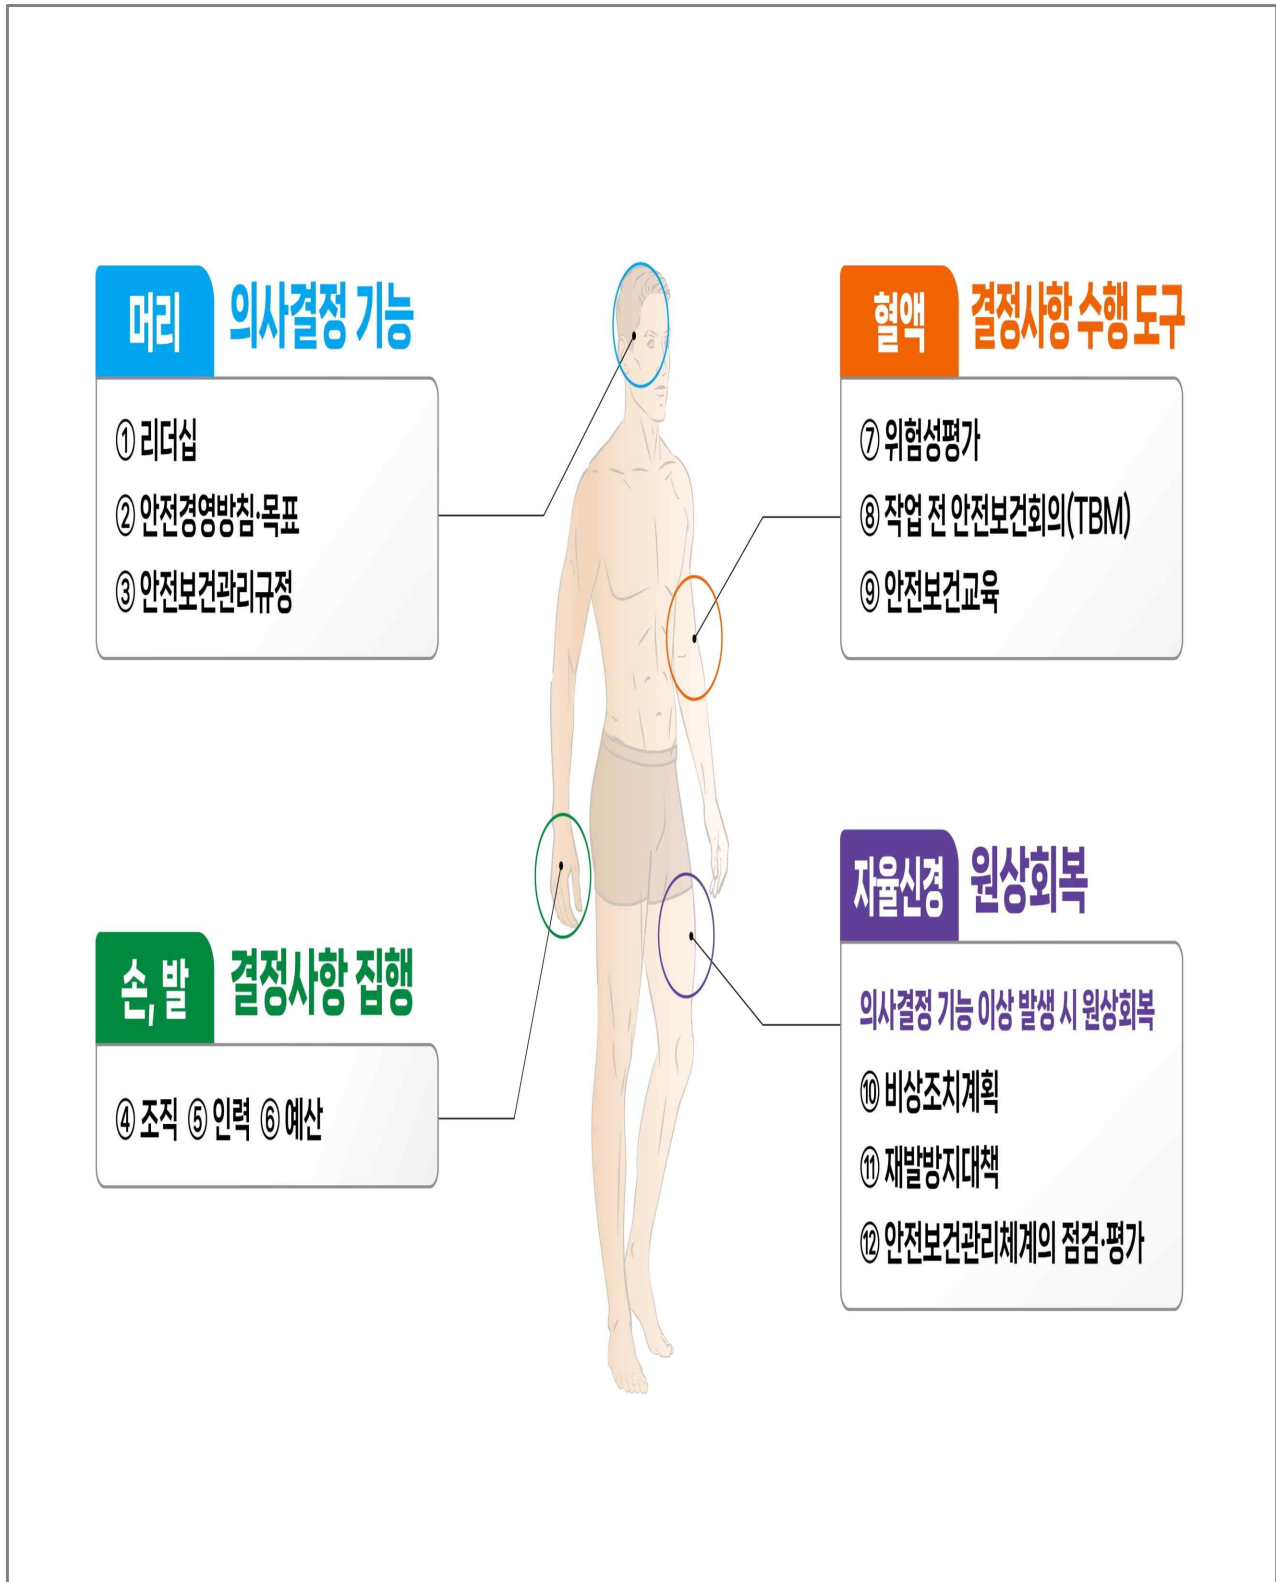 머리 의사결정 기능
① 리더십
② 안전경영방침·목표
③ 안전보건관리규정
손, 발 결정사항 집행
④ 조직 ⑤ 인력 ⑥ 예산
혈액 결정사항 수행 도구
⑦ 위험성평가
⑧ 작업 전 안전보건회의(TBM)
⑨ 안전보건교육
자율신경 원상회복
의사결정 기능 이상 발생 시 원상회복
⑩ 비상조치계획
⑪ 재발방지대책
⑫ 안전보건관리체계의 점검·평가